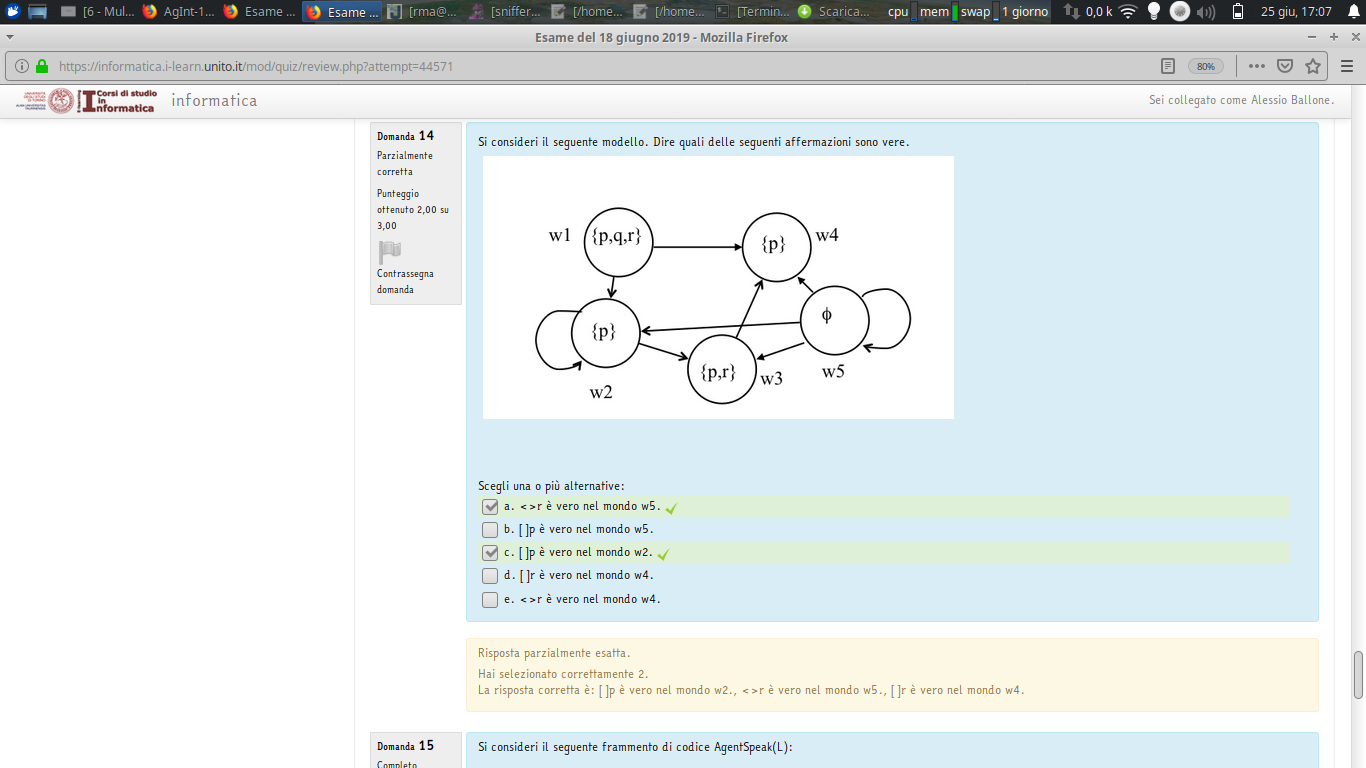 [6 - Mul... AgInt-1... Esame ... Esame ... [rma@... [sniffer... [/home... [/home... [Termin... Scarica... cpu mem swap 1 giorno 0,0 k 25 giu, 17:07
Esame del 18 giugno 2019 - Mozilla Firefox
https://informatica.i-learn.unito.it/mod/quiz/review.php?attempt=44571 80%
Corsi di studio
in
Informatica
informatica
Sei collegato come Alessio Ballone.
Domanda 14
Parzialmente
corretta
Punteggio
ottenuto 2,00 su
3,00
Contrassegna
domanda
Si consideri il seguente modello. Dire quali delle seguenti affermazioni sono vere.
w1 {p,q,r} {p} w4
{p} ϕ
{p,r} w3 w5
w2
Scegli una o più alternative:
a. <>r è vero nel mondo w5.
b. [ ]p è vero nel mondo w5.
c. [ ]p è vero nel mondo w2.
d. [ ]r è vero nel mondo w4.
e. <>r è vero nel mondo w4.
Risposta parzialmente esatta.
Hai selezionato correttamente 2.
La risposta corretta è: [ ]p è vero nel mondo w2., <>r è vero nel mondo w5., [ ]r è vero nel mondo w4.
Domanda 15
Completo
Si consideri il seguente frammento di codice AgentSpeak(L):